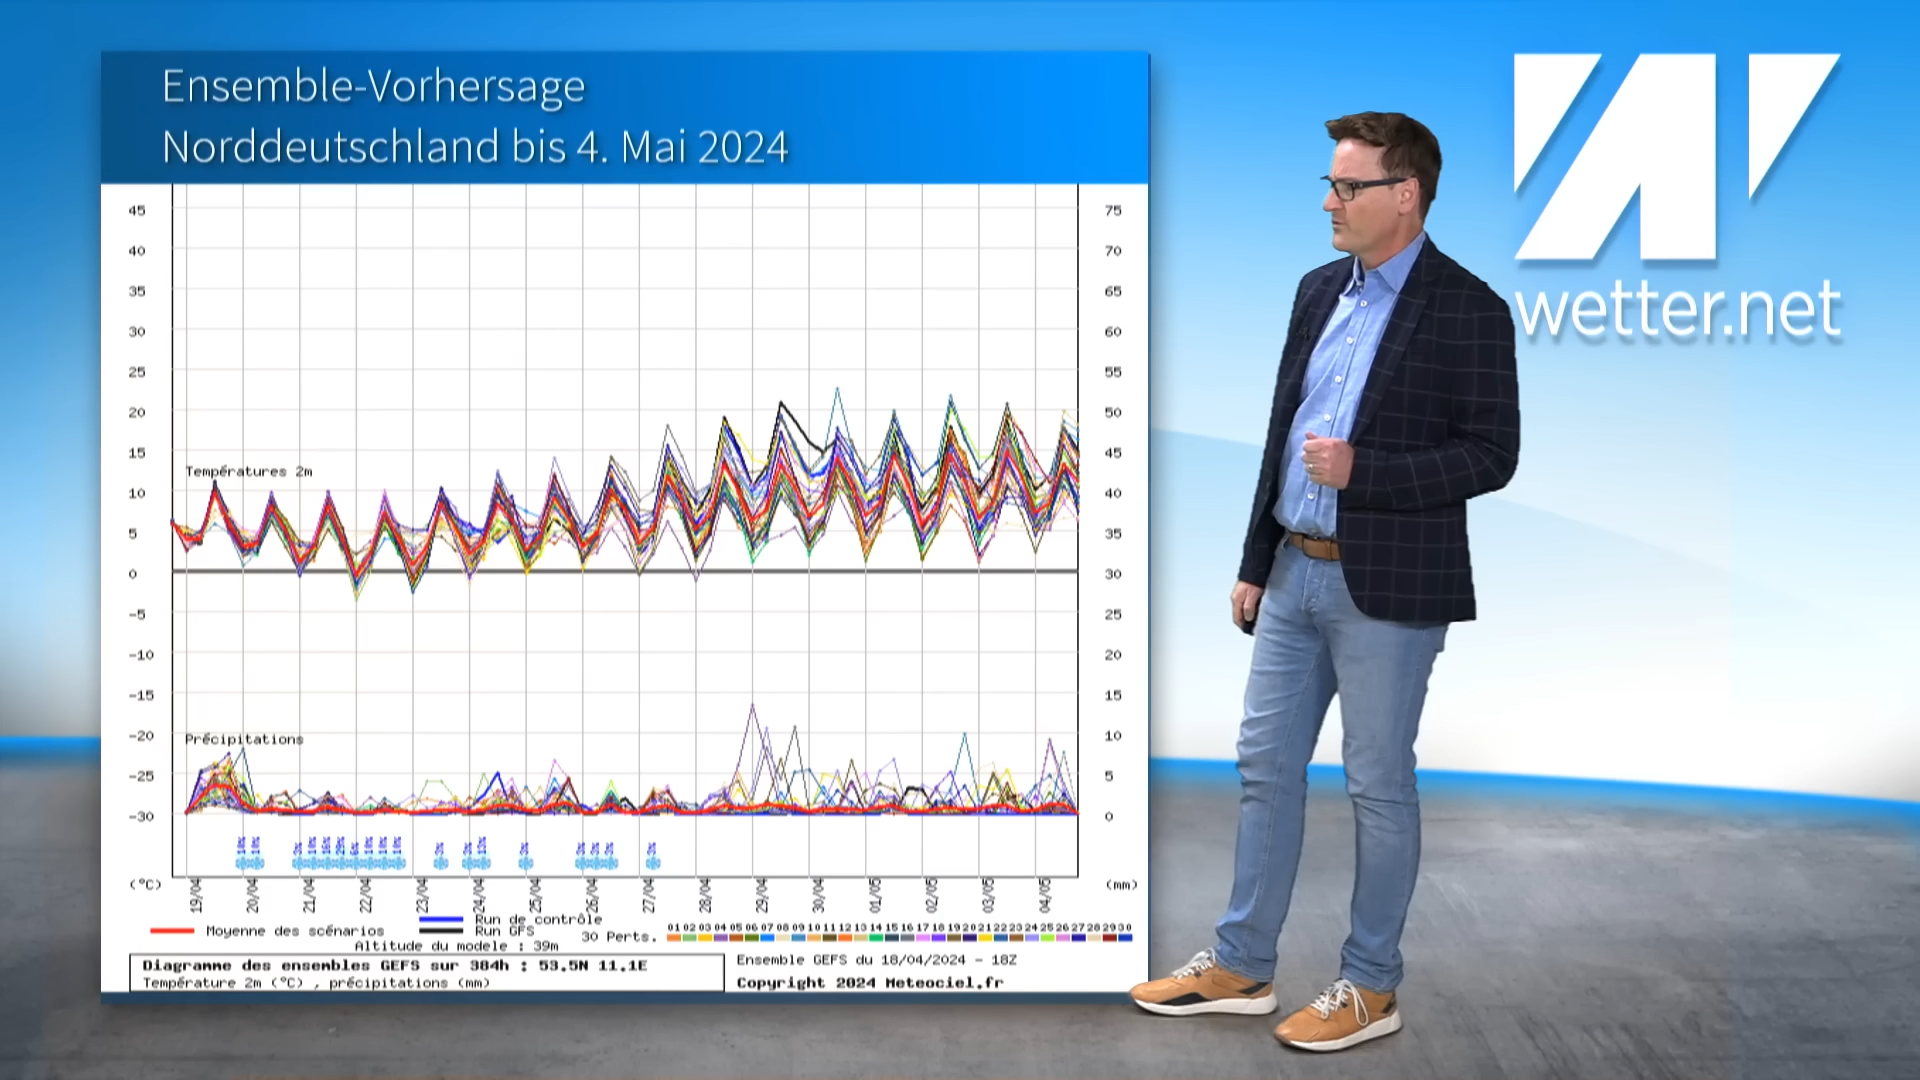 Ensemble-Vorhersage
Norddeutschland bis 4. Mai 2024
wetter.net
45 75
40 70
35 65
30 60
25 55
20 50
15 45
Températures 2m
10 40
5 35
0 30
-5 25
-10 20
-15 15
-20 10
Précipitations
-25 5
-30 0
(°C) 19/04 20/04 21/04 22/04 23/04 24/04 25/04 26/04 27/04 28/04 29/04 30/04 01/05 02/05 03/05 04/05 (mm)
Run de contrôle
Moyenne des scénarios Run GFS
30 Perts. 01 02 03 04 05 06 07 08 09 10 11 12 13 14 15 16 17 18 19 20 21 22 23 24 25 26 27 28 29 30
Altitude du modele : 39m
Diagramme des ensembles GEFS sur 384h : 53.5N 11.1E
Température 2m (°C) , précipitations (mm)
Ensemble GEFS du 18/04/2024 - 18Z
Copyright 2024 Meteociel.fr